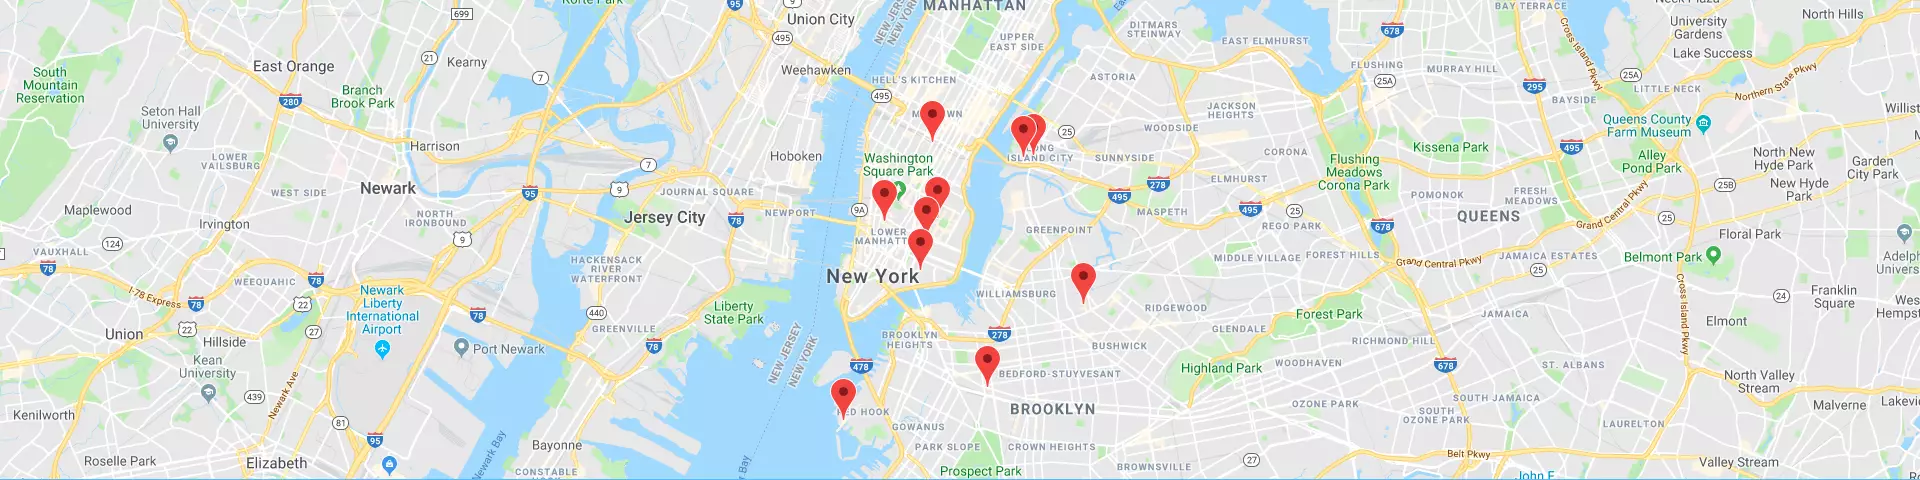 Korte Park
699
Union City
9
95
NEW JERSEY
NEW YORK
MANHATTAN
DITMARS
STEINWAY
BAY TERRACE
North Hills
University
Gardens
Lake Success
UPPER
EAST SIDE
EAST ELMHURST
678
Cross Island Pkwy
495
South
Mountain
Reservation
East Orange
21
Kearny
7
Weehawken
HELL'S KITCHEN
ASTORIA
FLUSHING
25A
MURRAY HILL
295
25A
LITTLE NECK
Northern State Pkwy
BAYSIDE
Branch
Brook Park
280
495
JACKSON
HEIGHTS
Seton Hall
University
Queens County
Farm Museum
WOODSIDE
25
Harrison
Hoboken
Washington
Square Park
ISLAND CITY
SUNNYSIDE
CORONA
Kissena Park
495
Alley
Pond Park
North New
Hyde Park
Garden
City Park
LOWER
VAILSBURG
7
Flushing
Meadows
Corona Park
Newark
WEST SIDE
95
9
JOURNAL SQUARE
278
495
ELMHURST
POMONOK
FRESH
MEADOWS
25B
New Hyde
Park
Maplewood
Irvington
NORTH
IRONBOUND
Jersey City
78
NEWPORT
9A
MASPETH
495
25
REGO PARK
678
QUEENS
Grand Central Pkwy
25
Floral Park
VAUXHALL
124
9
LOWER
GREENPOINT
MIDDLE VILLAGE
FOREST HILLS
Grand Central Pkwy
JAMAICA ESTATES
25
Belmont Park
78
I-78 Express
WEEQUAHIC
78
HACKENSACK
RIVER
WATERFRONT
New York
Newark
Liberty
International
Airport
78
22
WILLIAMSBURG
RIDGEWOOD
Forest Park
JAMAICA
Cross Island Pkwy
24
Franklin
Square
Union
22
27
78
440
GREENVILLE
Liberty
State Park
NEW JERSEY
NEW YORK
BROOKLYN
HEIGHTS
278
GLENDALE
RICHMOND HILL
Elmont
Hillside
Port Newark
78
BUSHWICK
Kean
University
478
BEDFORD-STUYVESANT
Highland Park
WOODHAVEN
678
ST. ALBANS
North Valley
Stream
439
Newark Ave
Kenilworth
81
RED HOOK
BROOKLYN
OZONE PARK
SOUTH
OZONE PARK
SOUTH JAMAICA
Malverne
95
Bayonne
GOWANUS
LAURELTON
Roselle Park
Elizabeth
Newark Bay
PARK SLOPE
CROWN HEIGHTS
27
Belt Pkwy
Valley Stream
CONSTABLE
Prospect Park
BROWNSVILLE